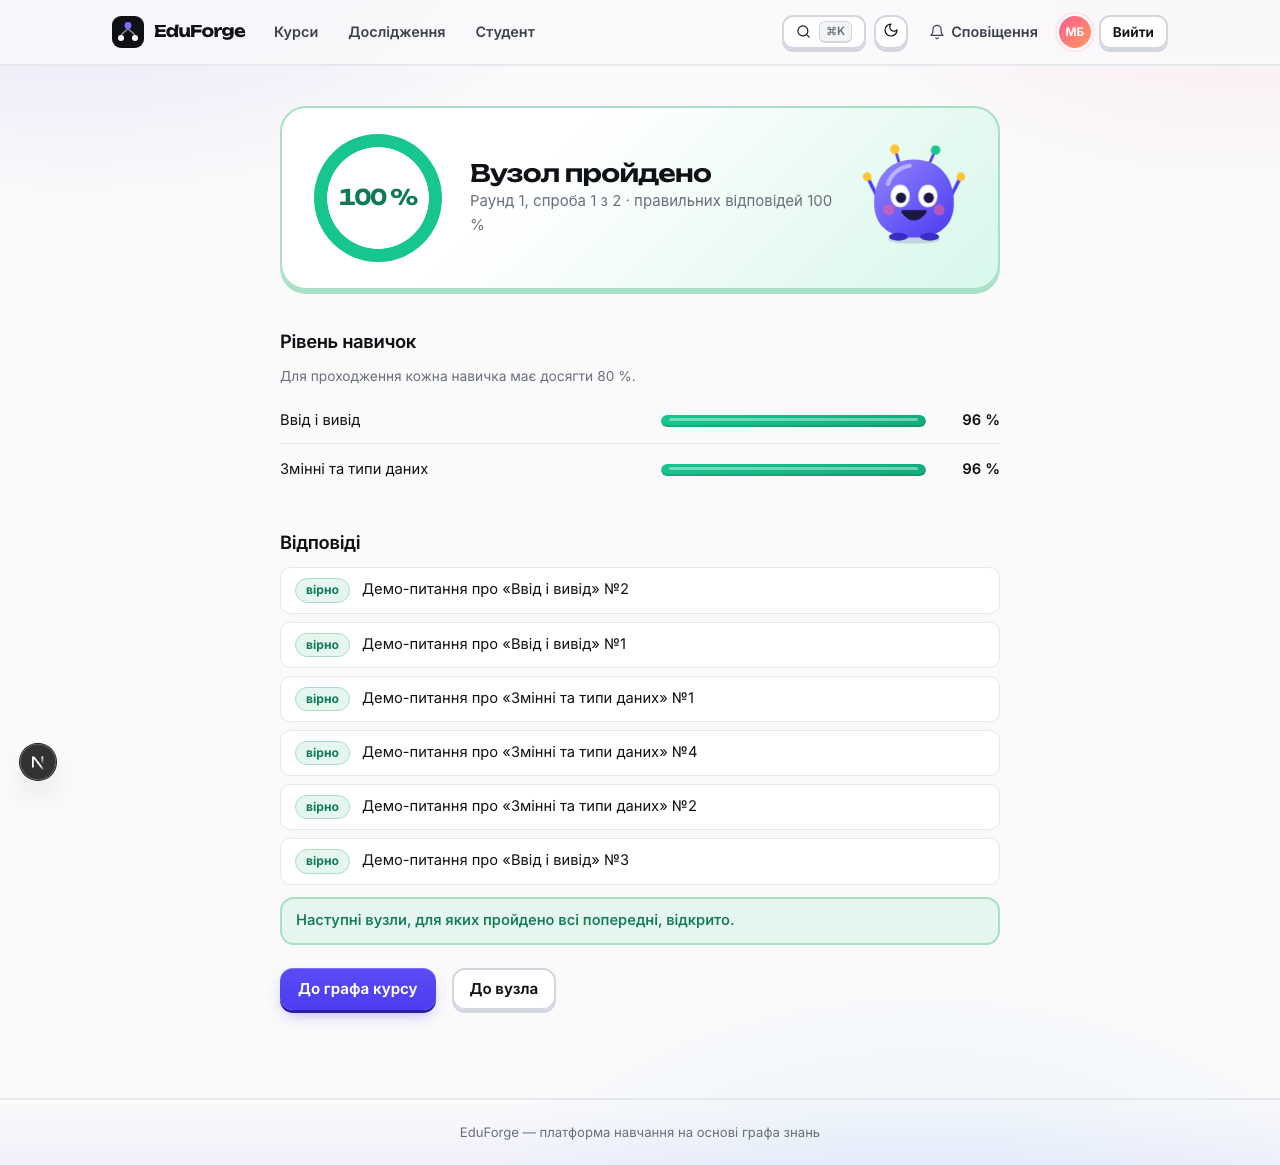 EduForge Курси Дослідження Студент ⌘K Сповіщення МБ Вийти
100 %
Вузол пройдено
Раунд 1, спроба 1 з 2 · правильних відповідей 100
%
Рівень навичок
Для проходження кожна навичка має досягти 80 %.
Ввід і вивід 96 %
Змінні та типи даних 96 %
Відповіді
вірно Демо-питання про «Ввід і вивід» №2
вірно Демо-питання про «Ввід і вивід» №1
вірно Демо-питання про «Змінні та типи даних» №1
вірно Демо-питання про «Змінні та типи даних» №4
вірно Демо-питання про «Змінні та типи даних» №2
вірно Демо-питання про «Ввід і вивід» №3
Наступні вузли, для яких пройдено всі попередні, відкрито.
До графа курсу До вузла
N
EduForge — платформа навчання на основі графа знань